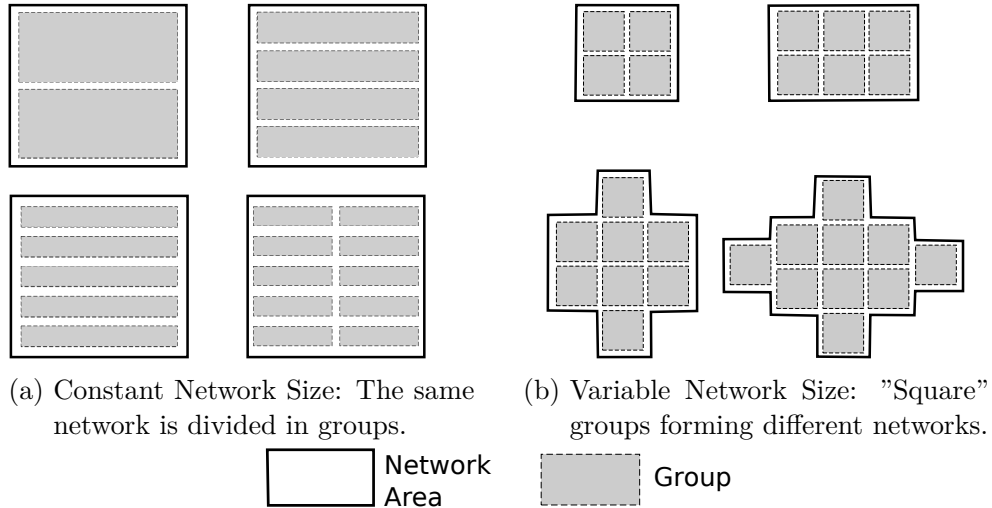 (a) Constant Network Size: The same
network is divided in groups.
(b) Variable Network Size: ”Square”
groups forming different networks.
Network
Area
Group